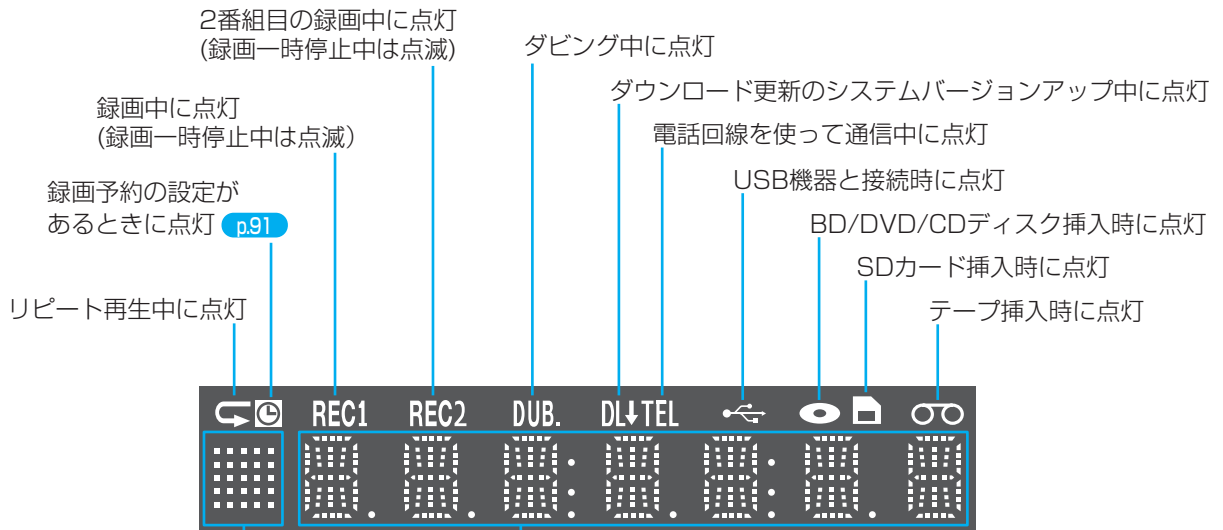 2番組目の録画中に点灯
(録画一時停止中は点滅)
ダビング中に点灯
ダウンロード更新のシステムバージョンアップ中に点灯
録画中に点灯
(録画一時停止中は点滅)
電話回線を使って通信中に点灯
USB機器と接続時に点灯
録画予約の設定が
あるときに点灯 p.91
BD/DVD/CDディスク挿入時に点灯
SDカード挿入時に点灯
リピート再生中に点灯
テープ挿入時に点灯
REC1 REC2 DUB. DL↓TEL